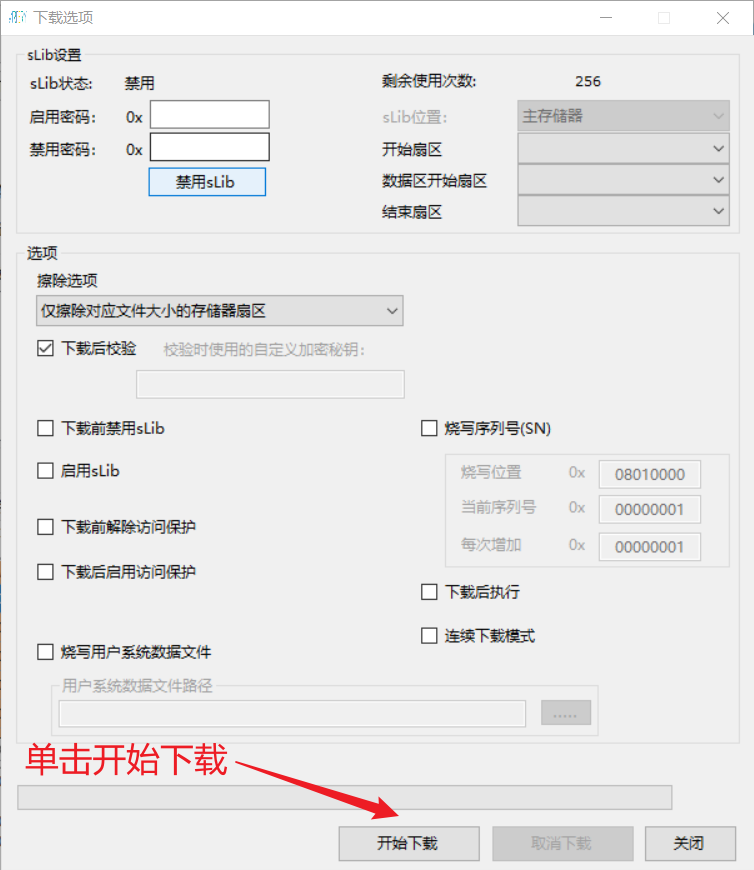 下载选项
sLib设置
sLib状态: 禁用
剩余使用次数: 256
启用密码: 0x
sLib位置: 主存储器
禁用密码: 0x
开始扇区
禁用sLib
数据区开始扇区
结束扇区
选项
擦除选项
仅擦除对应文件大小的存储器扇区
下载后校验 校验时使用的自定义加密秘钥:
下载前禁用sLib
烧写序列号(SN)
启用sLib
烧写位置 0x 08010000
当前序列号 0x 00000001
下载前解除访问保护
每次增加 0x 00000001
下载后启用访问保护
下载后执行
连续下载模式
烧写用户系统数据文件
用户系统数据文件路径
.....
单击开始下载
开始下载 取消下载 关闭